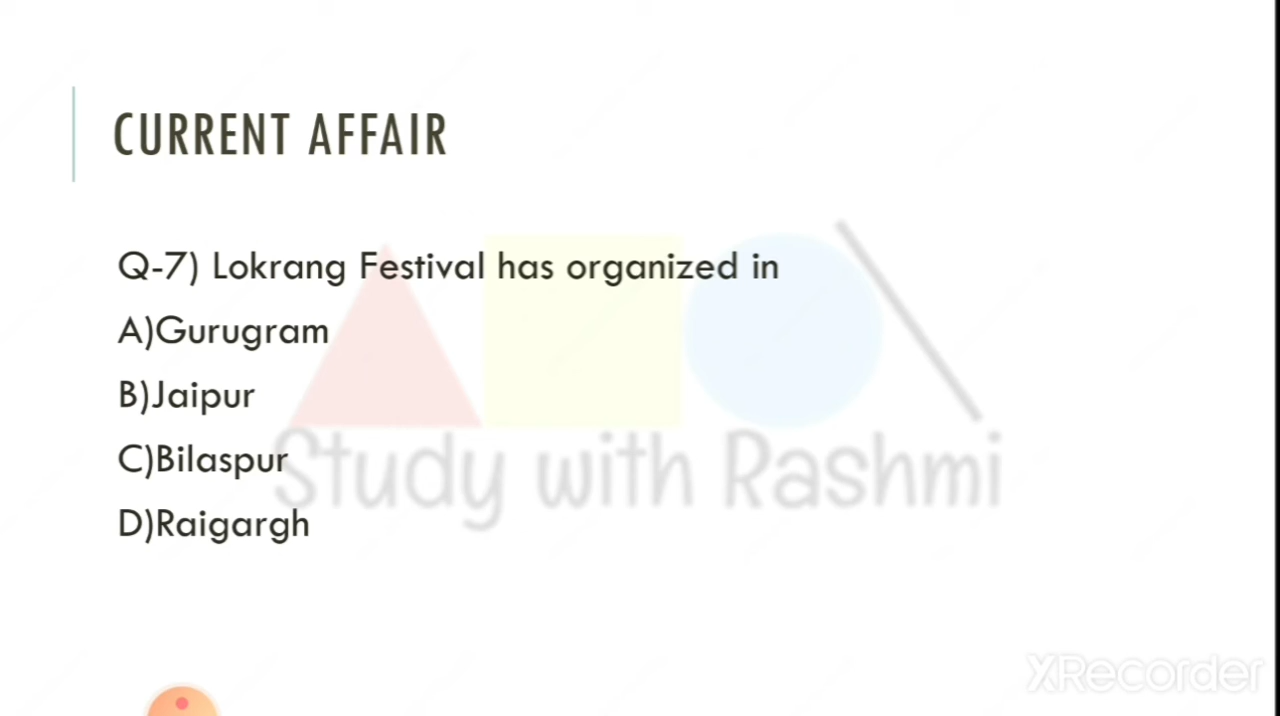 CURRENT AFFAIR
Q-7) Lokrang Festival has organized in
A)Gurugram
B)Jaipur
C)Bilaspur
D)Raigargh
Study with Rashmi
XRecorder